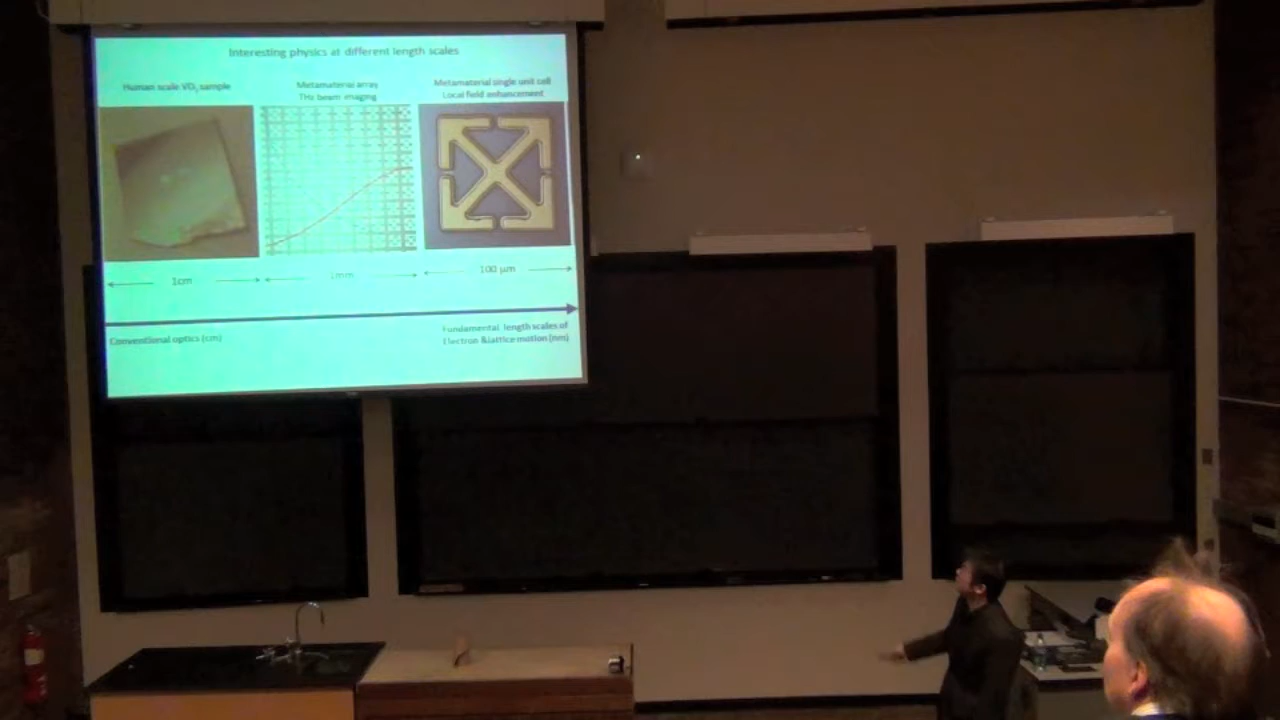 Interesting physics at different length scales
Human scale VO₂ sample
Metamaterial array
THz beam imaging
Metamaterial single unit cell
Local field enhancement
1cm
1mm
100 µm
Conventional optics (cm)
Fundamental length scales of
Electron &lattice motion (nm)